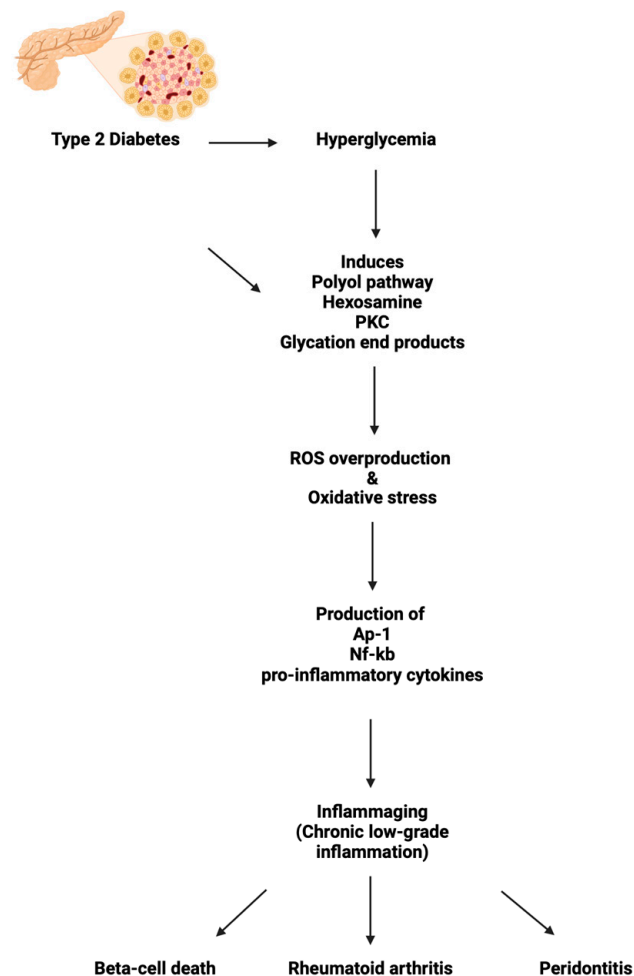 Type 2 Diabetes
Hyperglycemia
Induces
Polyol pathway
Hexosamine
PKC
Glycation end products
ROS overproduction
&
Oxidative stress
Production of
Ap-1
Nf-kb
pro-inflammatory cytokines
Inflammaging
(Chronic low-grade
inflammation)
Beta-cell death
Rheumatoid arthritis
Peridontitis